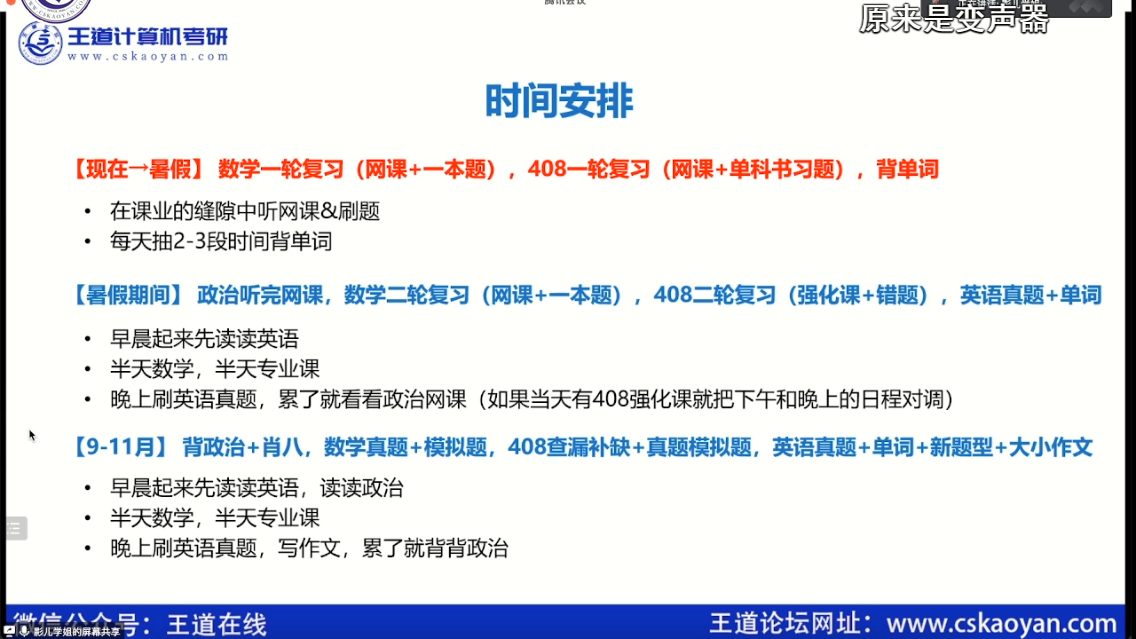 腾讯会议
原来是变声器
王道计算机考研
www.cskaoyan.com
时间安排
【现在→暑假】 数学一轮复习（网课+一本题），408一轮复习（网课+单科书习题），背单词
• 在课业的缝隙中听网课&刷题
• 每天抽2-3段时间背单词
【暑假期间】 政治听完网课，数学二轮复习（网课+一本题），408二轮复习（强化课+错题），英语真题+单词
• 早晨起来先读读英语
• 半天数学，半天专业课
• 晚上刷英语真题，累了就看看政治网课（如果当天有408强化课就把下午和晚上的日程对调）
【9-11月】 背政治+肖八，数学真题+模拟题，408查漏补缺+真题模拟题，英语真题+单词+新题型+大小作文
• 早晨起来先读读英语，读读政治
• 半天数学，半天专业课
• 晚上刷英语真题，写作文，累了就背背政治
微信公众号：王道在线
王道论坛网址：www.cskaoyan.com
影儿学姐的屏幕共享